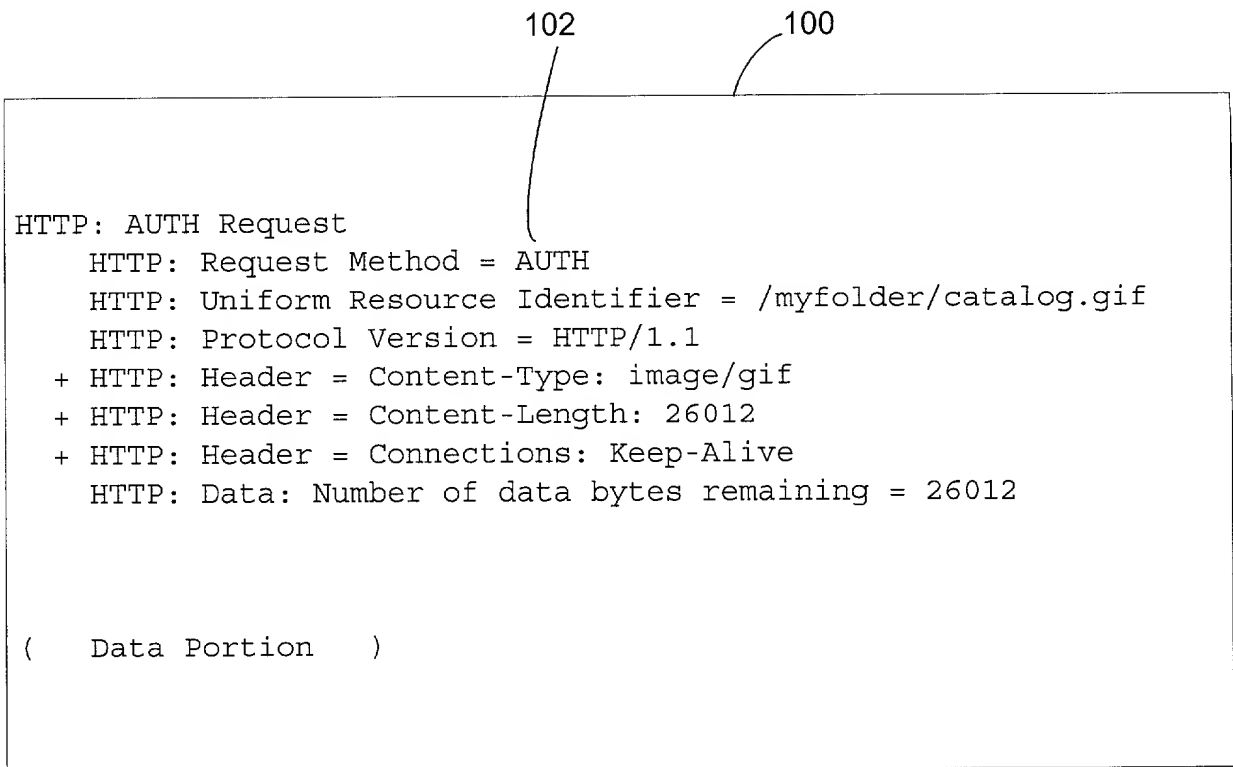 102 100
HTTP: AUTH Request
HTTP: Request Method = AUTH
HTTP: Uniform Resource Identifier = /myfolder/catalog.gif
HTTP: Protocol Version = HTTP/1.1
+ HTTP: Header = Content-Type: image/gif
+ HTTP: Header = Content-Length: 26012
+ HTTP: Header = Connections: Keep-Alive
HTTP: Data: Number of data bytes remaining = 26012
( Data Portion )